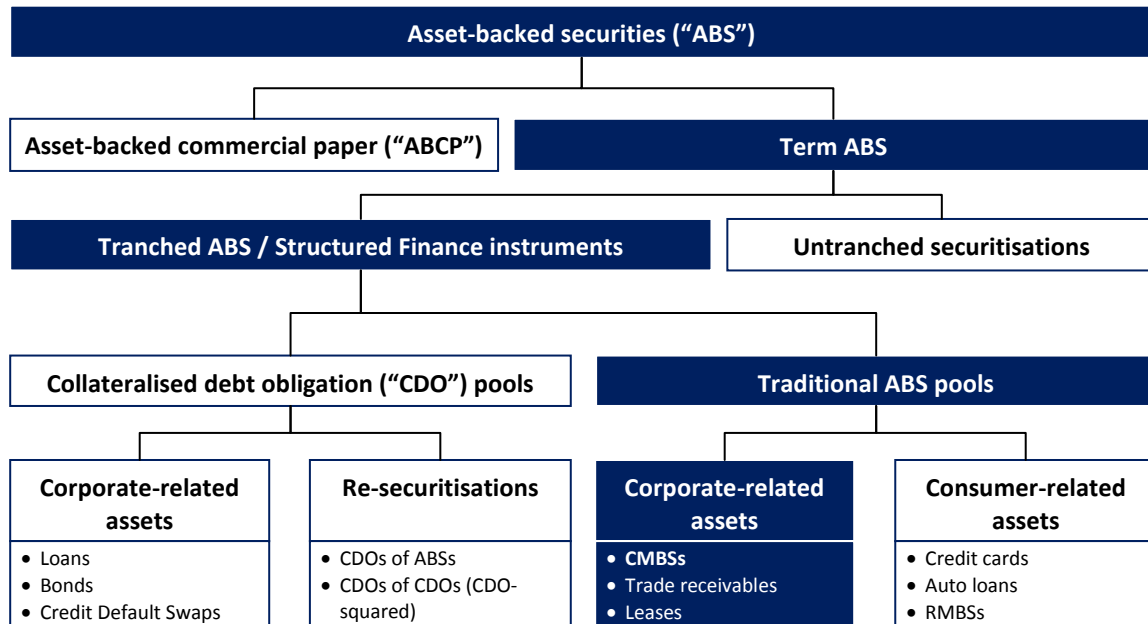 Asset-backed securities (“ABS”)
Asset-backed commercial paper (“ABCP”)
Term ABS
Tranched ABS / Structured Finance instruments
Untranched securitisations
Collateralised debt obligation (“CDO”) pools
Traditional ABS pools
Corporate-related
assets
• Loans
• Bonds
• Credit Default Swaps
Re-securitisations
• CDOs of ABSs
• CDOs of CDOs (CDO-
squared)
Corporate-related
assets
• CMBSs
• Trade receivables
• Leases
Consumer-related
assets
• Credit cards
• Auto loans
• RMBSs